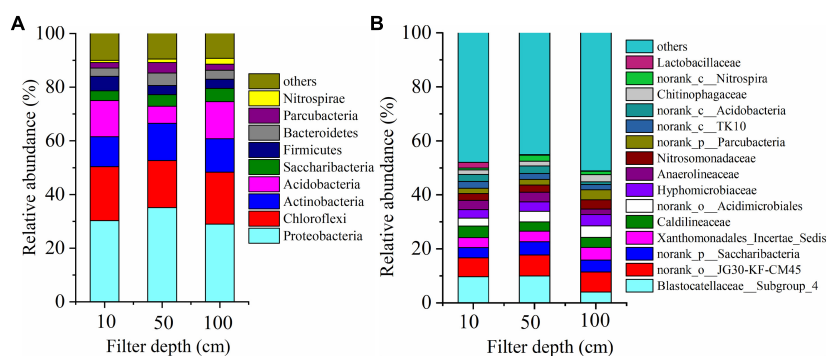 A
100
80
60
40
20
0
Relative abundance (%)
10
50
100
Filter depth (cm)
others
Nitrospirae
Parcubacteria
Bacteroidetes
Firmicutes
Saccharibacteria
Acidobacteria
Actinobacteria
Chloroflexi
Proteobacteria
B
100
80
60
40
20
0
Relative abundance (%)
10
50
100
Filter depth (cm)
others
Lactobacillaceae
norank_c__Nitrospira
Chitinophagaceae
norank_c__Acidobacteria
norank_c__TK10
norank_p__Parcubacteria
Nitrosomonadaceae
Anaerolineaceae
Hyphomicrobiaceae
norank_o__Acidimicrobiales
Caldilineaceae
Xanthomonadales_Incertae_Sedis
norank_p__Saccharibacteria
norank_o__JG30-KF-CM45
Blastocatellaceae__Subgroup_4